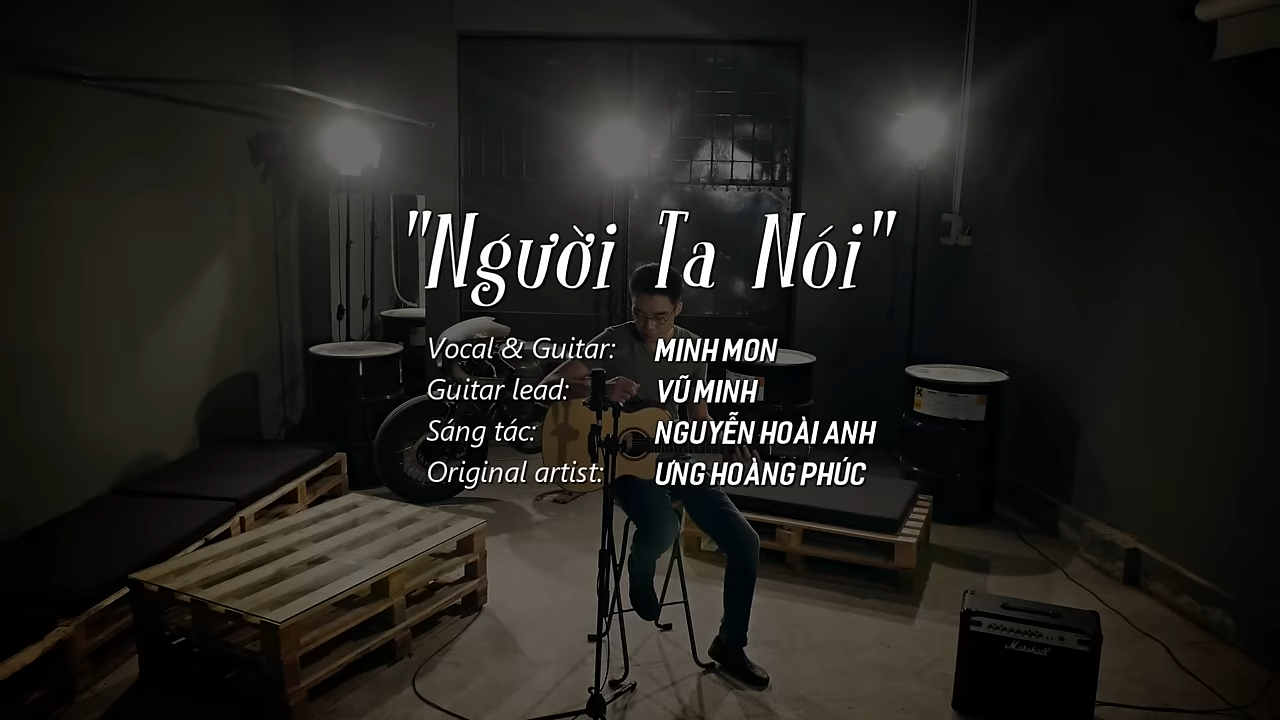 "Người Ta Nói"
Vocal & Guitar: MINH MON
Guitar lead: VŨ MINH
Sáng tác: NGUYỄN HOÀI ANH
Original artist: ƯNG HOÀNG PHÚC
Marshall